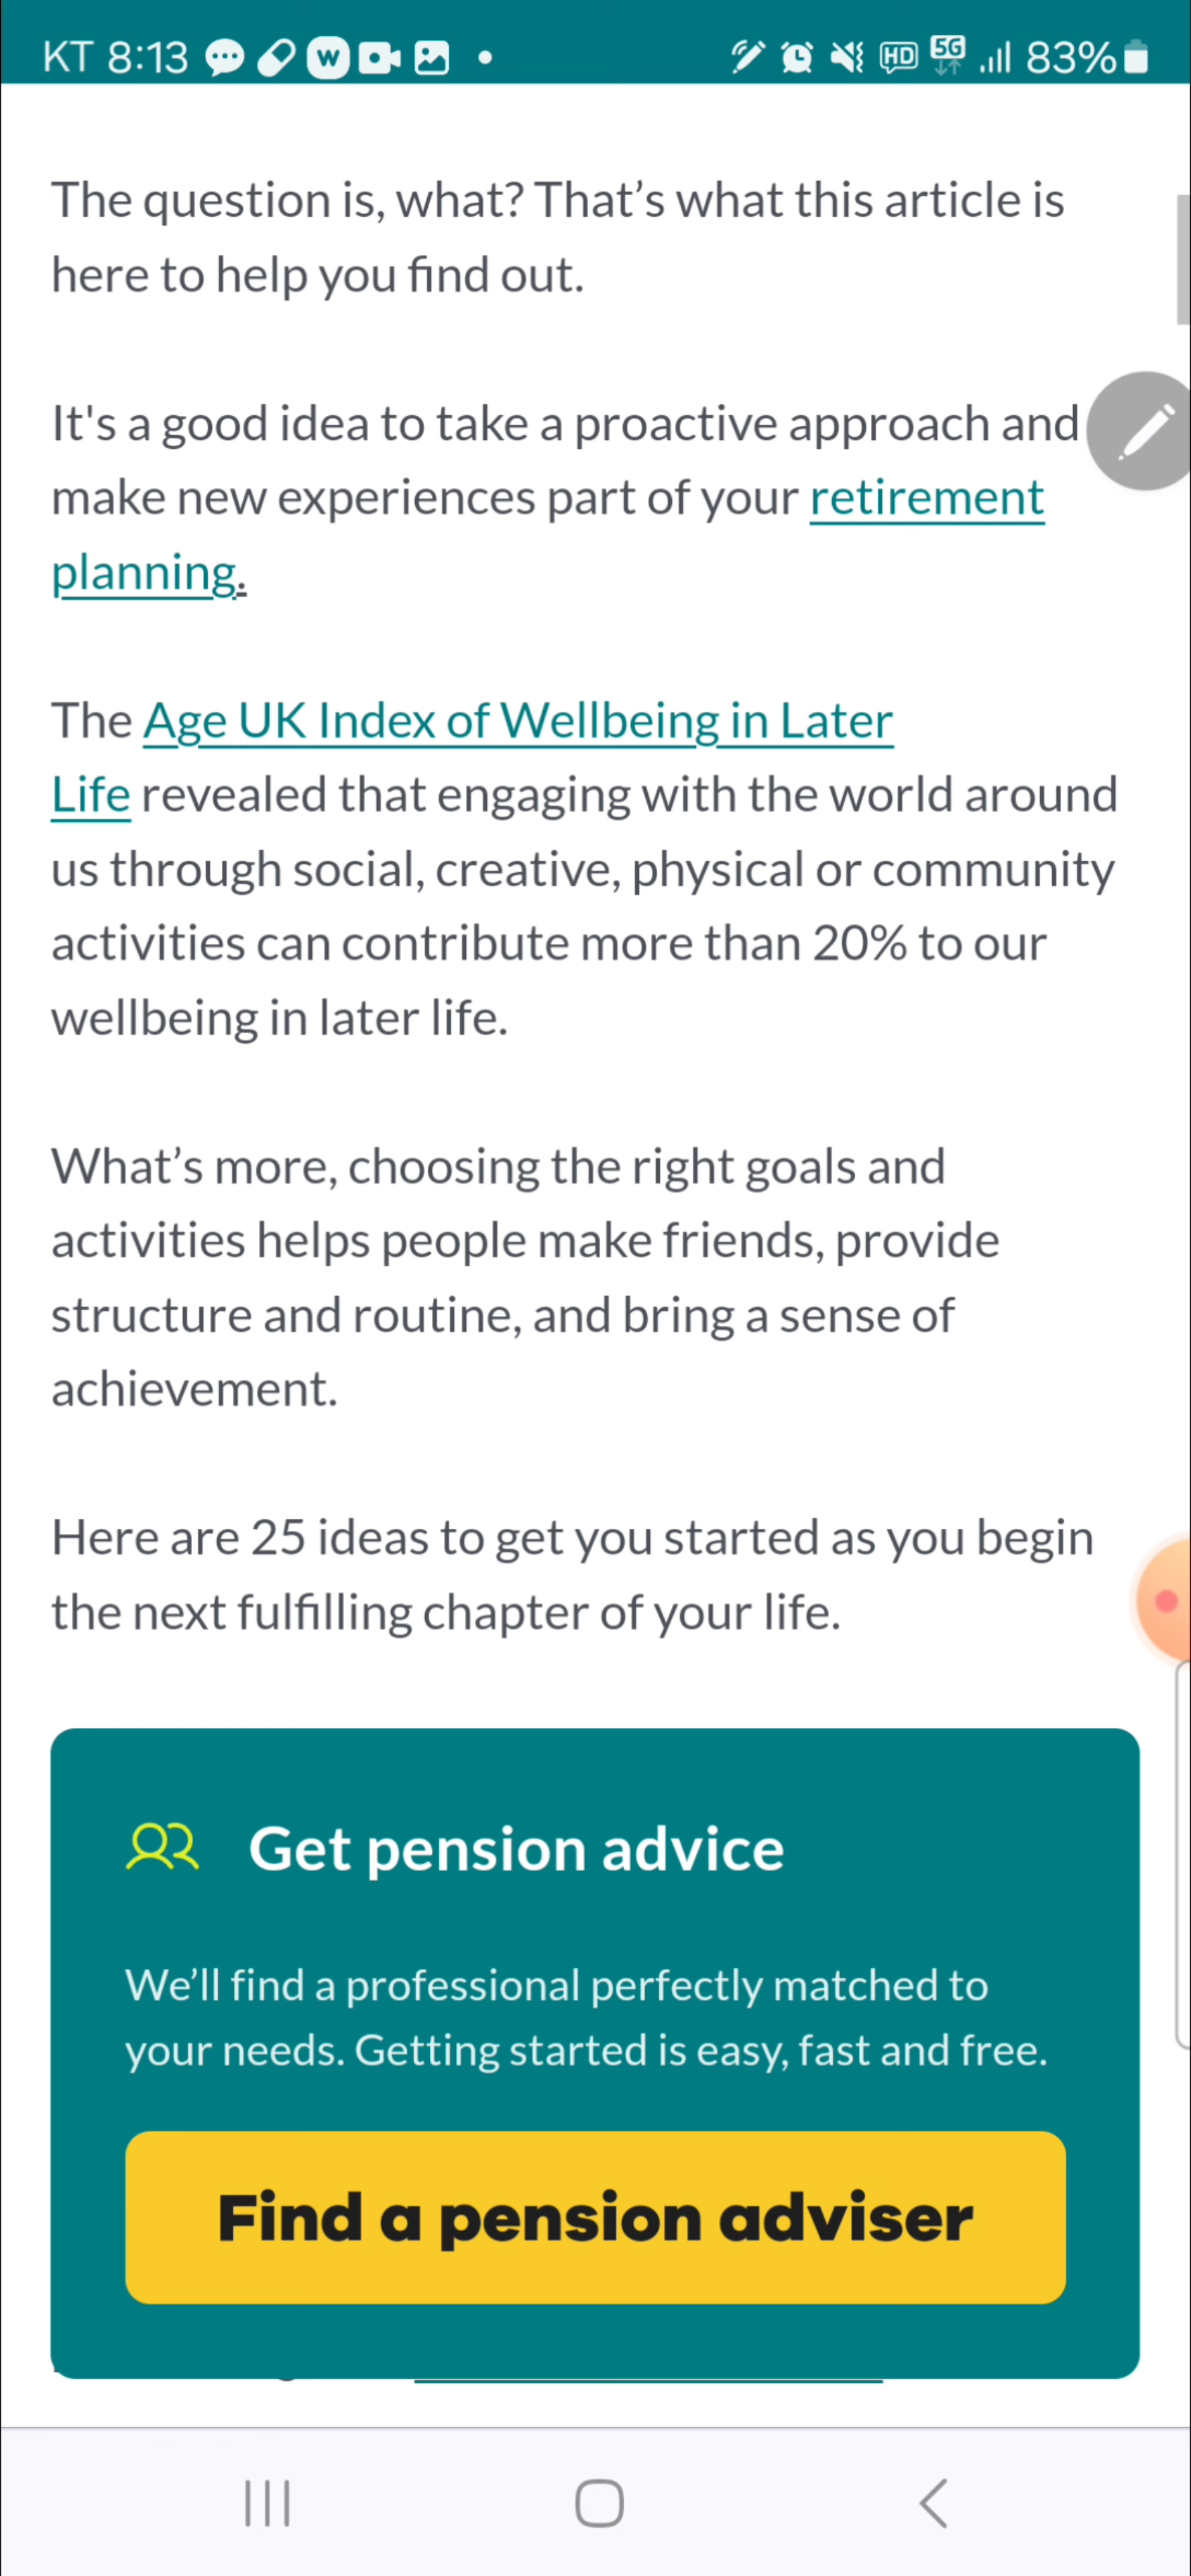 KT 8:13
W
HD 5G 83%
The question is, what? That’s what this article is
here to help you find out.
It's a good idea to take a proactive approach and
make new experiences part of your retirement
planning.
The Age UK Index of Wellbeing in Later
Life revealed that engaging with the world around
us through social, creative, physical or community
activities can contribute more than 20% to our
wellbeing in later life.
What’s more, choosing the right goals and
activities helps people make friends, provide
structure and routine, and bring a sense of
achievement.
Here are 25 ideas to get you started as you begin
the next fulfilling chapter of your life.
Get pension advice
We’ll find a professional perfectly matched to
your needs. Getting started is easy, fast and free.
Find a pension adviser